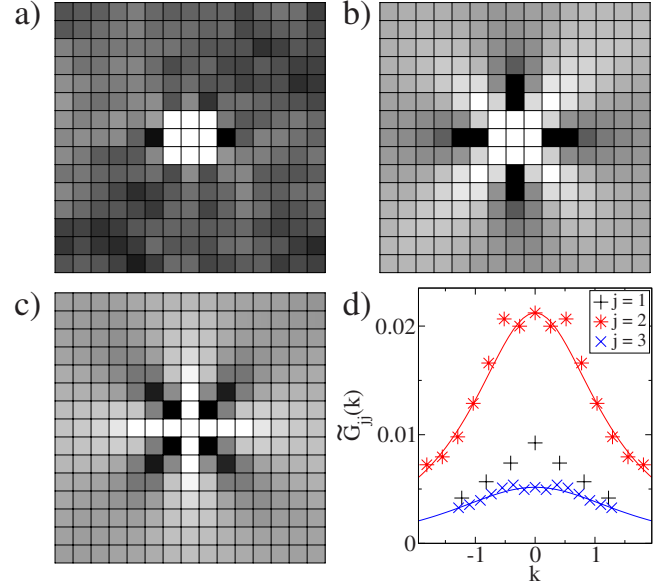 a)
b)
c)
d)
0.02
0.01
0
G̃jj(k)
j = 1
j = 2
j = 3
-1 0 1
k